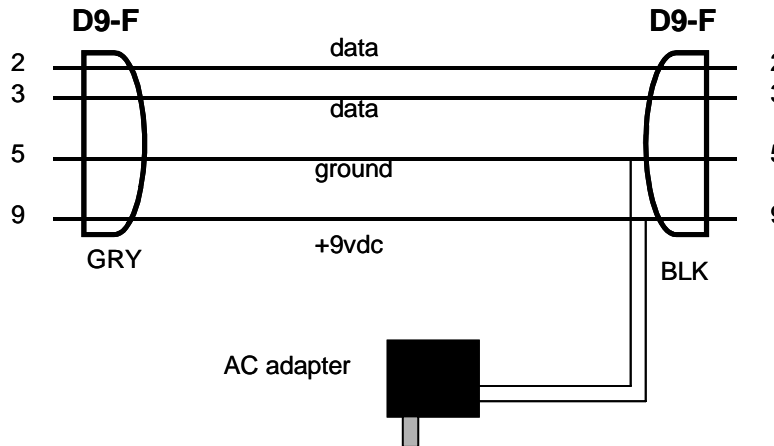 D9-F D9-F
2 data 2
3 data 3
5 ground 5
9 +9vdc 9
GRY BLK
AC adapter